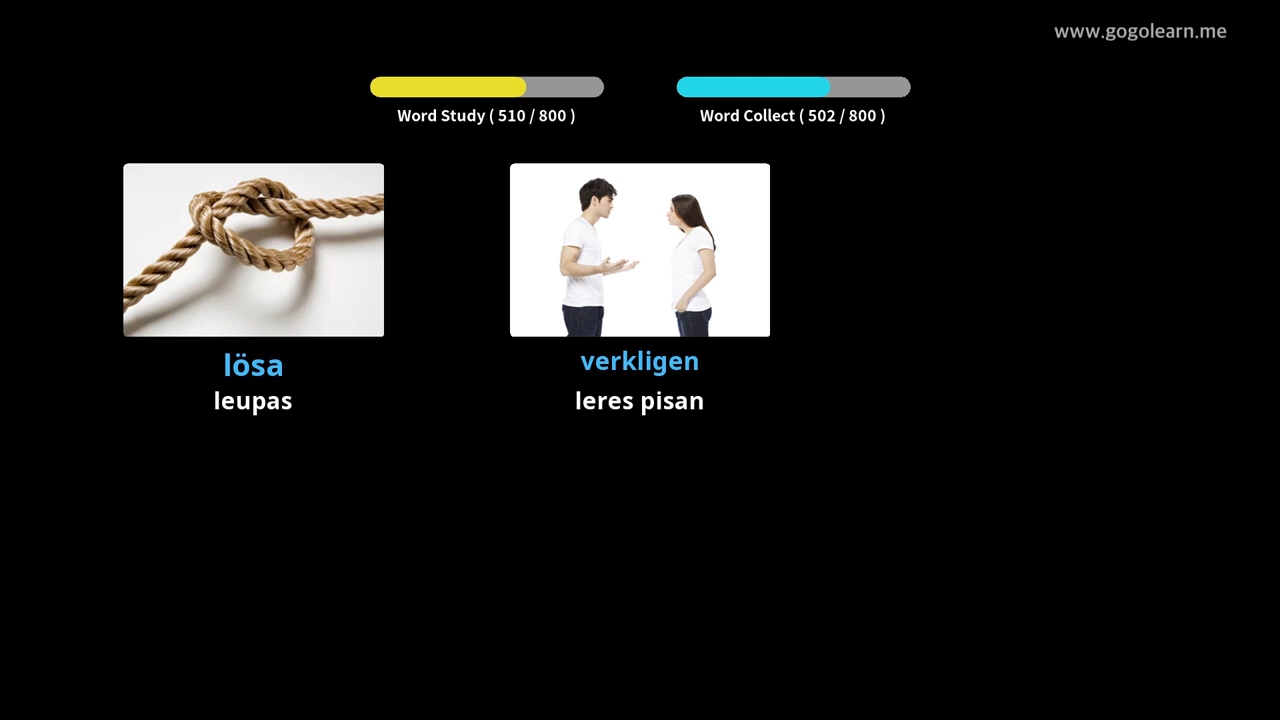 www.gogolearn.me
Word Study ( 510 / 800 )
Word Collect ( 502 / 800 )
lösa
leupas
verkligen
leres pisan